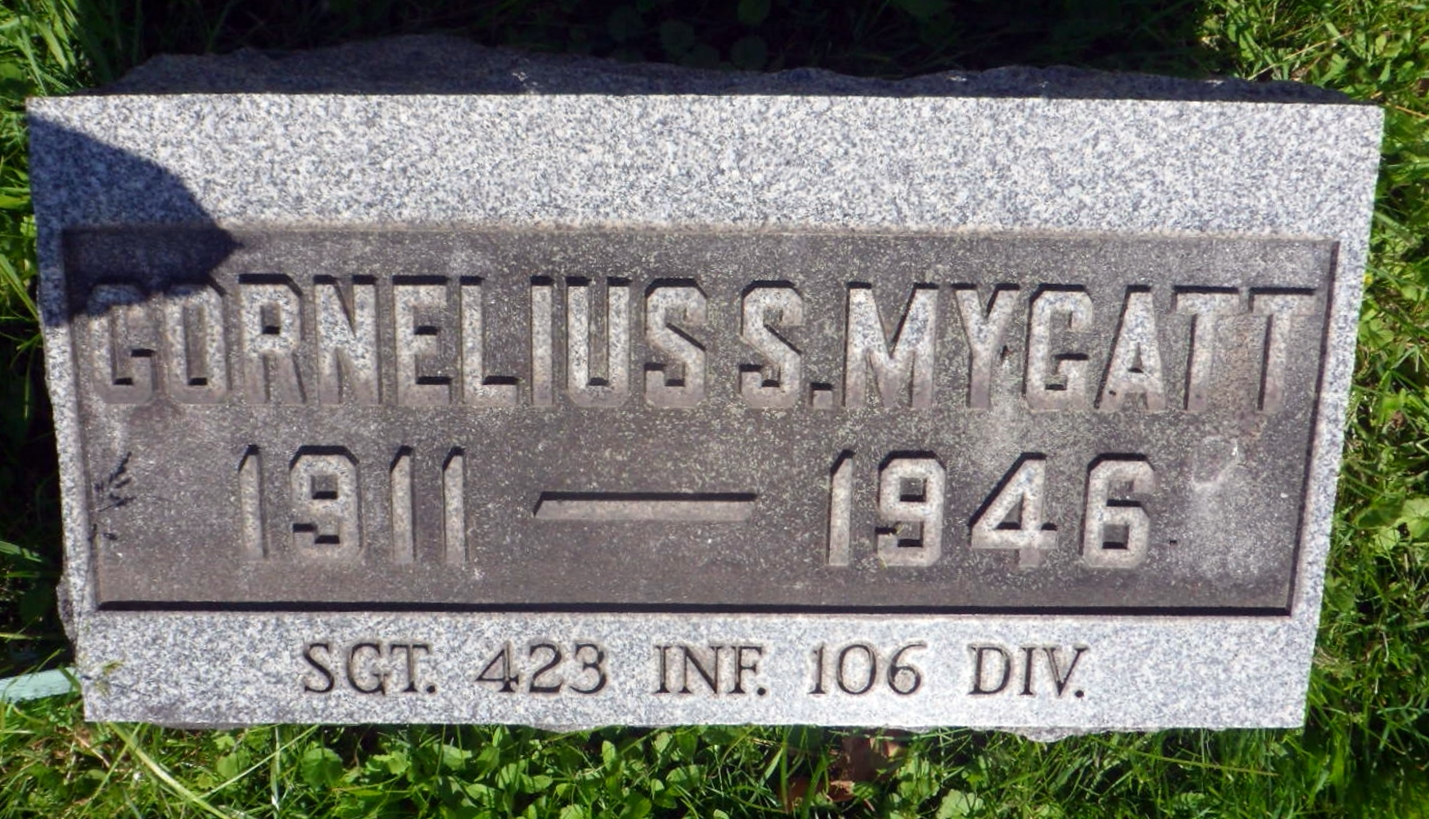 CORNELIUS S. MYGATT
1911 — 1946
SGT. 423 INF. 106 DIV.